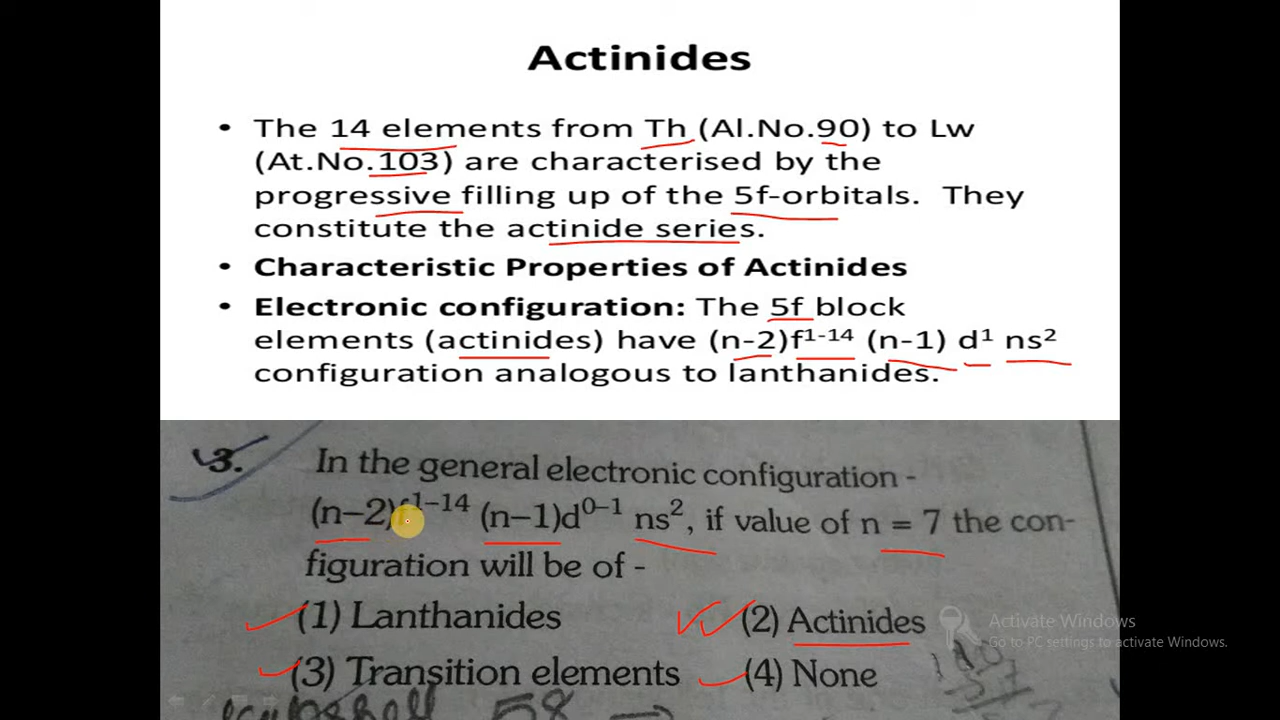 Actinides
• The 14 elements from Th (Al.No.90) to Lw
(At.No.103) are characterised by the
progressive filling up of the 5f-orbitals. They
constitute the actinide series.
• Characteristic Properties of Actinides
• Electronic configuration: The 5f block
elements (actinides) have (n-2)f¹⁻¹⁴ (n-1) d¹ ns²
configuration analogous to lanthanides.
3. In the general electronic configuration -
(n–2)f¹⁻¹⁴ (n–1)d⁰⁻¹ ns², if value of n = 7 the con-
figuration will be of -
(1) Lanthanides (2) Actinides
(3) Transition elements (4) None
Activate Windows
Go to PC settings to activate Windows.
58 →